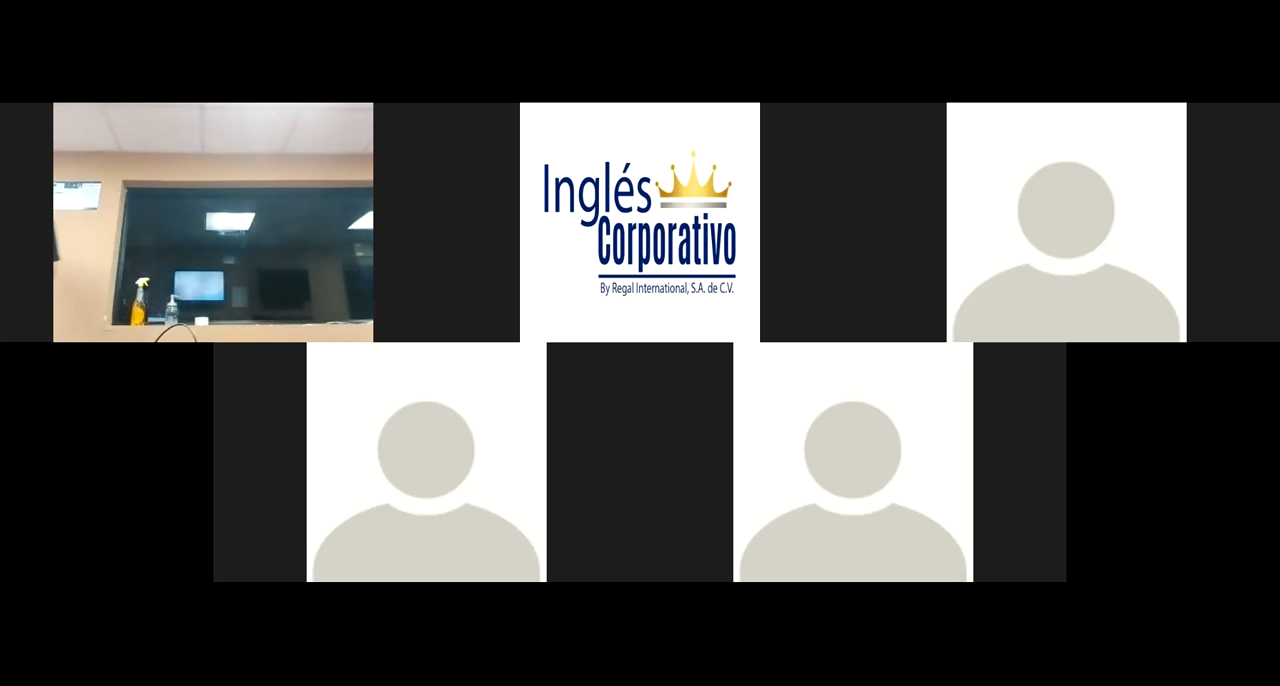 Inglés
Corporativo
By Regal International, S.A. de C.V.